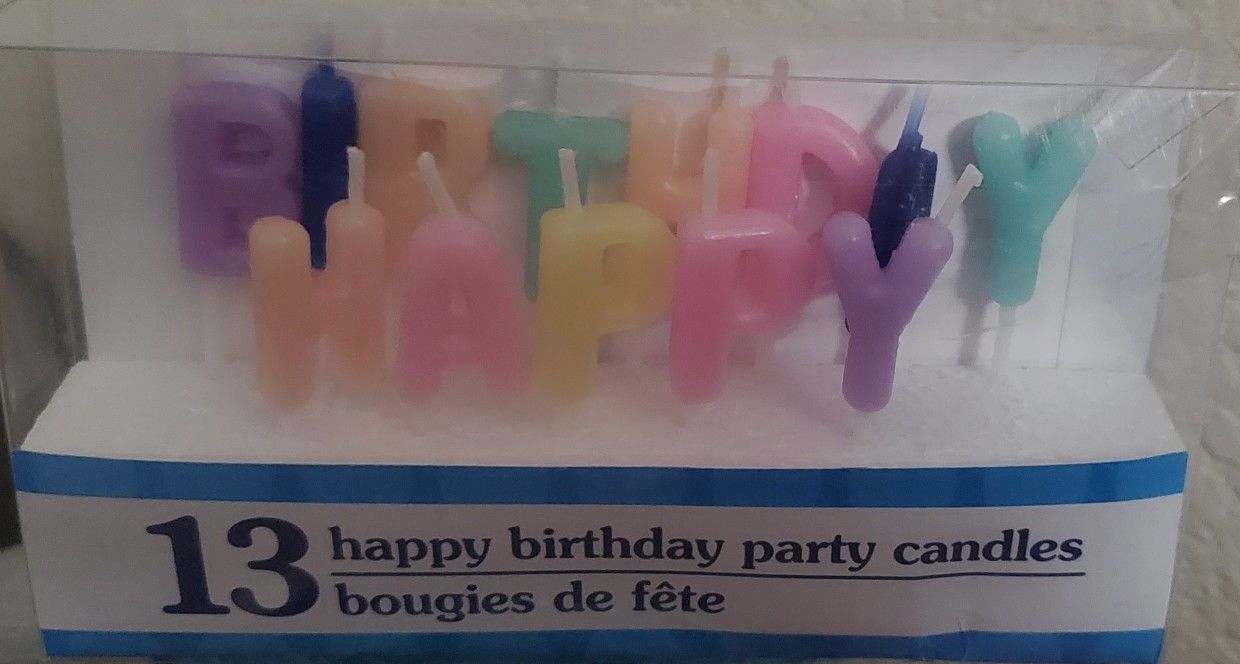 BIRTHDAY
HAPPY
13 happy birthday party candles
bougies de fête